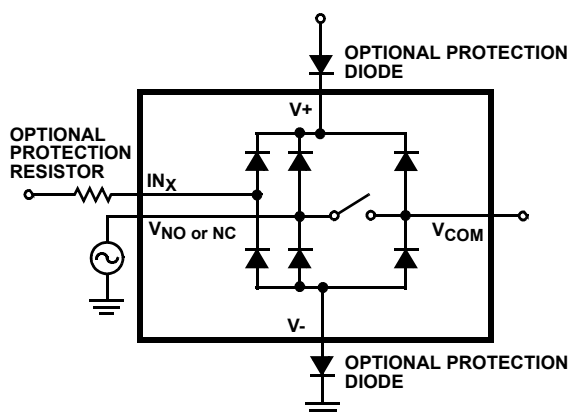 OPTIONAL PROTECTION
DIODE
V+
OPTIONAL
PROTECTION
RESISTOR
INX
VNO or NC
VCOM
V-
OPTIONAL PROTECTION
DIODE